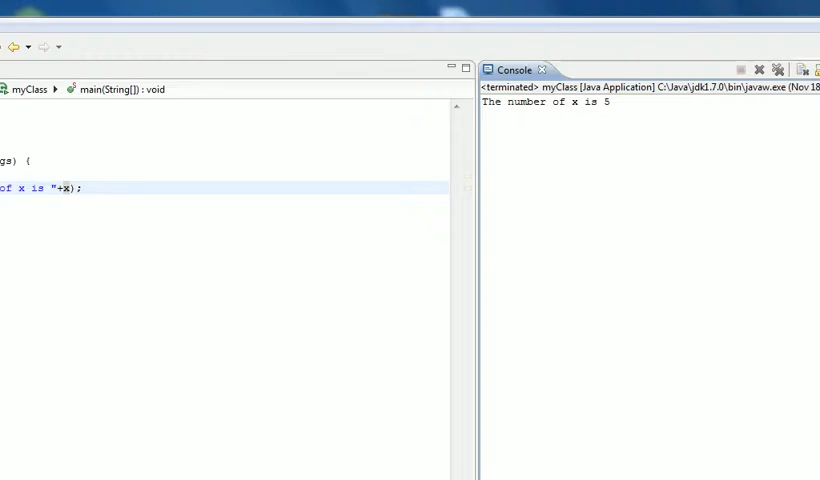 myClass main(String[]) : void
gs) {
of x is "+x);
Console
<terminated> myClass [Java Application] C:\Java\jdk1.7.0\bin\javaw.exe (Nov 18
The number of x is 5